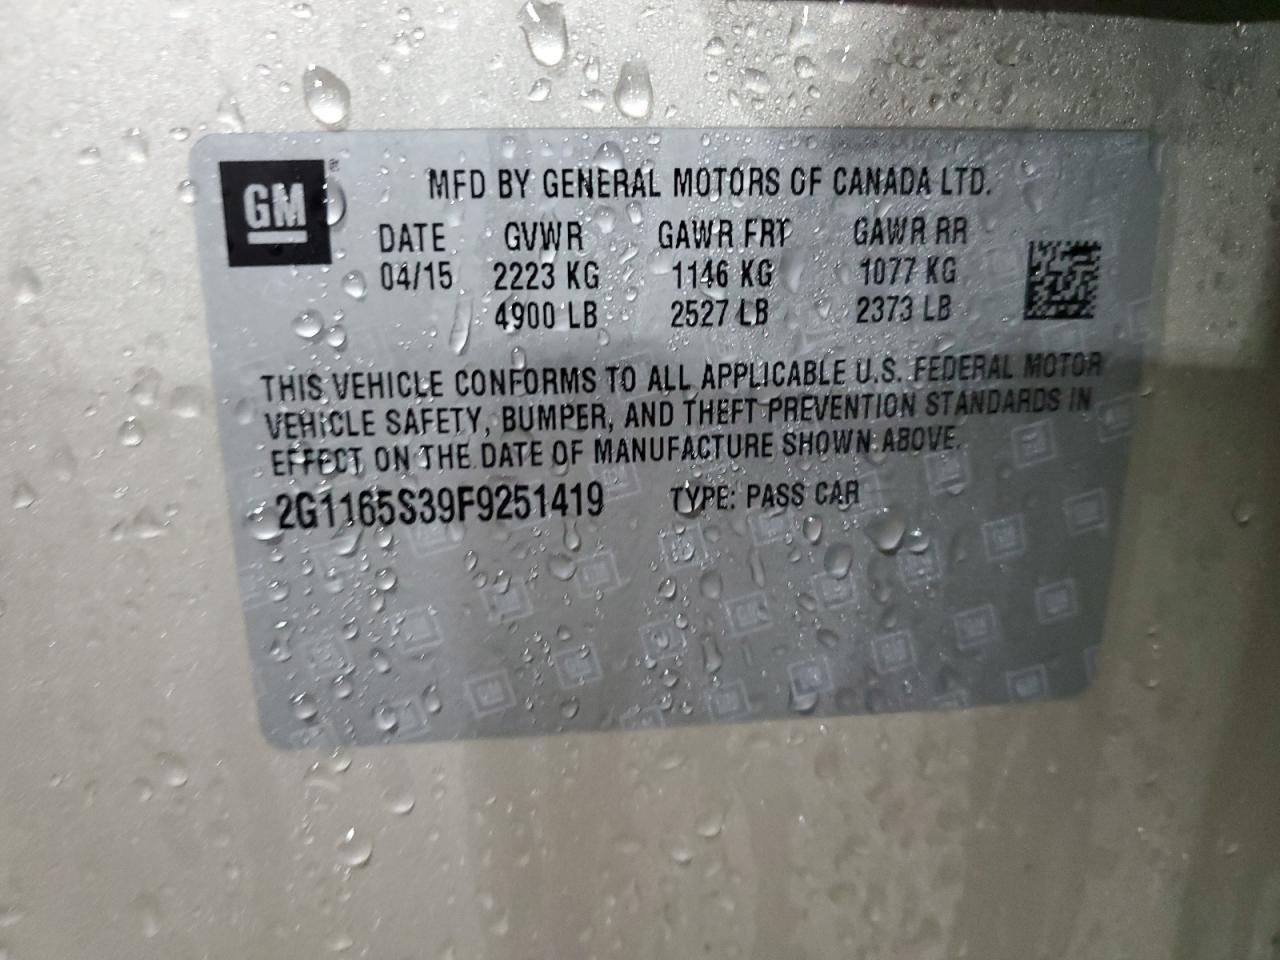 GM ®
MFD BY GENERAL MOTORS OF CANADA LTD.
DATE GVWR GAWR FRT GAWR RR
04/15 2223 KG 1146 KG 1077 KG
4900 LB 2527 LB 2373 LB
THIS VEHICLE CONFORMS TO ALL APPLICABLE U.S. FEDERAL MOTOR
VEHICLE SAFETY, BUMPER, AND THEFT PREVENTION STANDARDS IN
EFFECT ON THE DATE OF MANUFACTURE SHOWN ABOVE.
2G1165S39F9251419 TYPE: PASS CAR